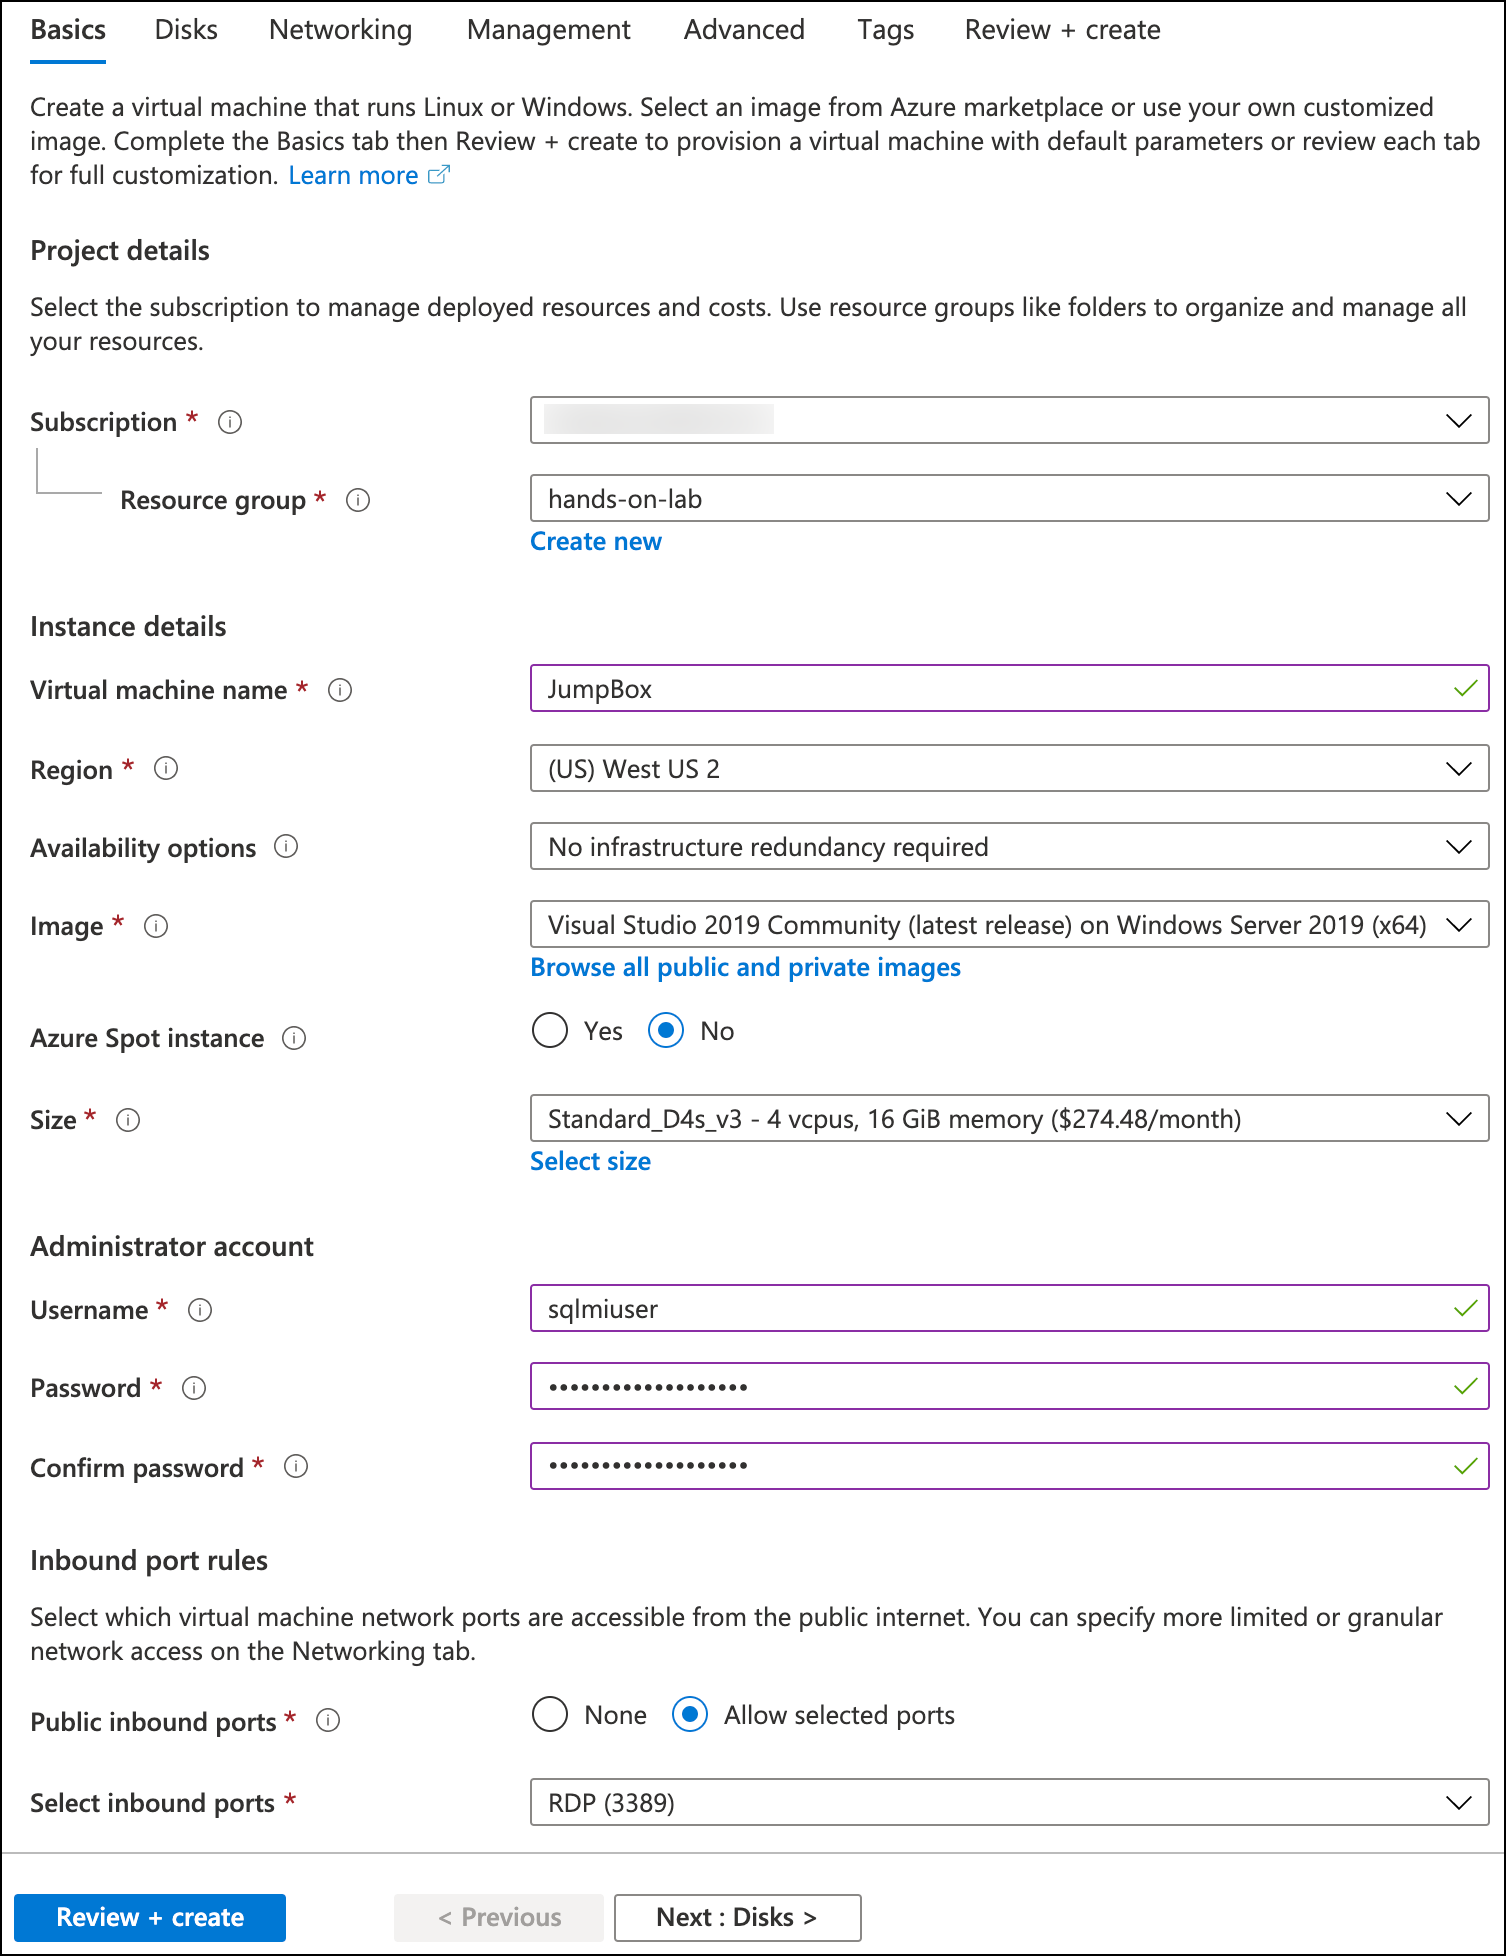 Basics Disks Networking Management Advanced Tags Review + create
Create a virtual machine that runs Linux or Windows. Select an image from Azure marketplace or use your own customized
image. Complete the Basics tab then Review + create to provision a virtual machine with default parameters or review each tab
for full customization. Learn more
Project details
Select the subscription to manage deployed resources and costs. Use resource groups like folders to organize and manage all
your resources.
Subscription *
Resource group * hands-on-lab
Create new
Instance details
Virtual machine name * JumpBox
Region * (US) West US 2
Availability options No infrastructure redundancy required
Image * Visual Studio 2019 Community (latest release) on Windows Server 2019 (x64)
Browse all public and private images
Azure Spot instance Yes No
Size * Standard_D4s_v3 - 4 vcpus, 16 GiB memory ($274.48/month)
Select size
Administrator account
Username * sqlmiuser
Password * •••••••••••••••••••
Confirm password * •••••••••••••••••••
Inbound port rules
Select which virtual machine network ports are accessible from the public internet. You can specify more limited or granular
network access on the Networking tab.
Public inbound ports * None Allow selected ports
Select inbound ports * RDP (3389)
Review + create < Previous Next : Disks >